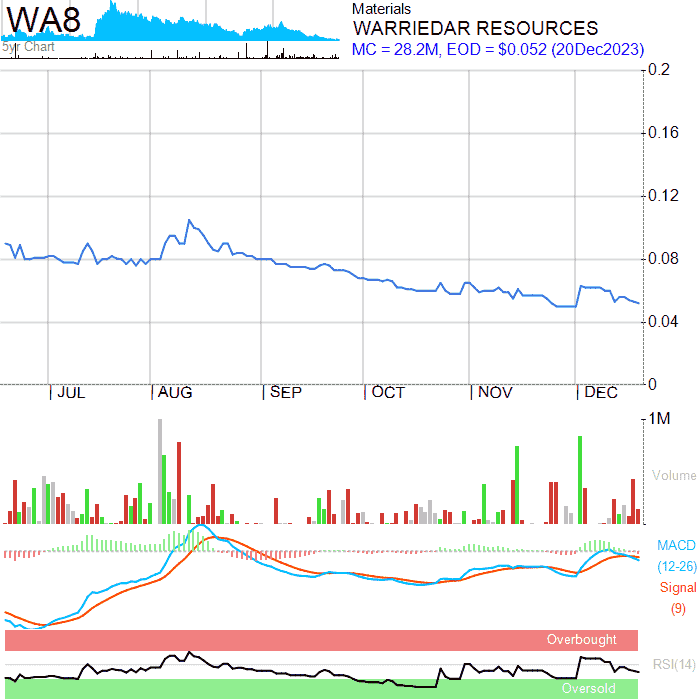 WA8
5yr Chart
Materials
WARRIEDAR RESOURCES
MC = 28.2M, EOD = $0.052 (20Dec2023)
0.2
0.16
0.12
0.08
0.04
0
JUL AUG SEP OCT NOV DEC
1M
Volume
MACD
(12-26)
Signal
(9)
Overbought
RSI(14)
Oversold